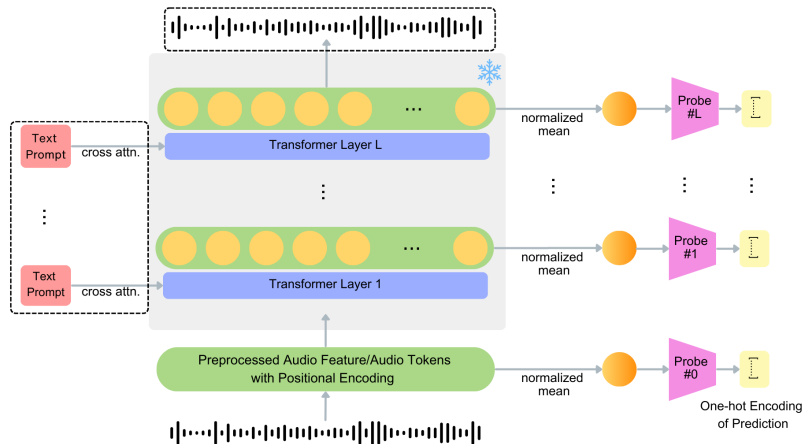 ...
Probe
#L
normalized
mean
Text
Prompt
cross attn.
Transformer Layer L
...
...
...
...
...
...
Probe
#1
normalized
mean
Text
Prompt
cross attn.
Transformer Layer 1
Preprocessed Audio Feature/Audio Tokens
with Positional Encoding
normalized
mean
Probe
#0
One-hot Encoding
of Prediction